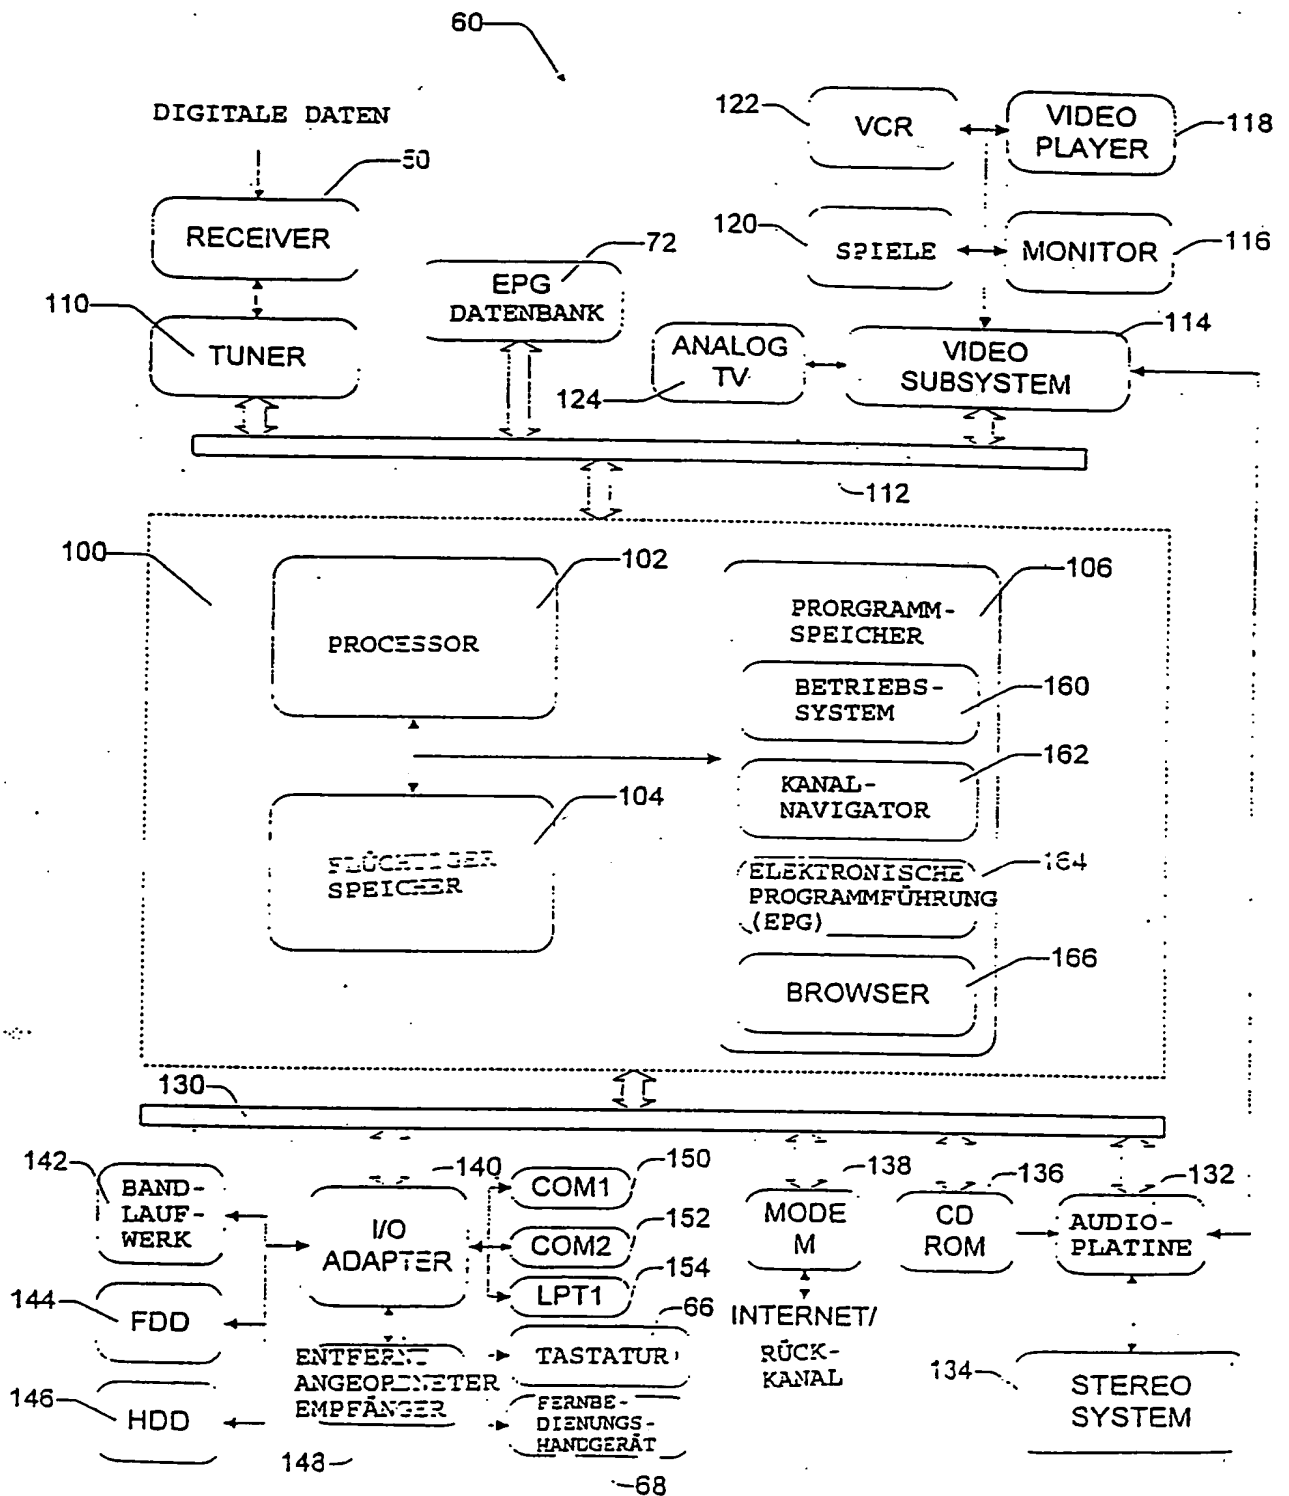 60
DIGITALE DATEN
50
RECEIVER
110
TUNER
72
EPG
DATENBANK
122
VCR
VIDEO
PLAYER
118
120
SPIELE
MONITOR
116
114
ANALOG
TV
124
VIDEO
SUBSYSTEM
112
100
102
PROCESSOR
104
FLÜCHTIGER
SPEICHER
106
PRORGRAMM-
SPEICHER
BETRIEBS-
SYSTEM
160
162
KANAL-
NAVIGATOR
164
ELEKTRONISCHE
PROGRAMMFÜHRUNG
(EPG)
166
BROWSER
130
142
BAND-
LAUF-
WERK
144
FDD
146
HDD
140
I/O
ADAPTER
150
COM1
152
COM2
154
LPT1
66
TASTATUR
ENTFERNT
ANGEORDNETER
EMPFÄNGER
148
FERNBE-
DIENUNGS-
HANDGERÄT
68
138
MODE
M
INTERNET/
RÜCK-
KANAL
136
CD
ROM
132
AUDIO-
PLATINE
134
STEREO
SYSTEM